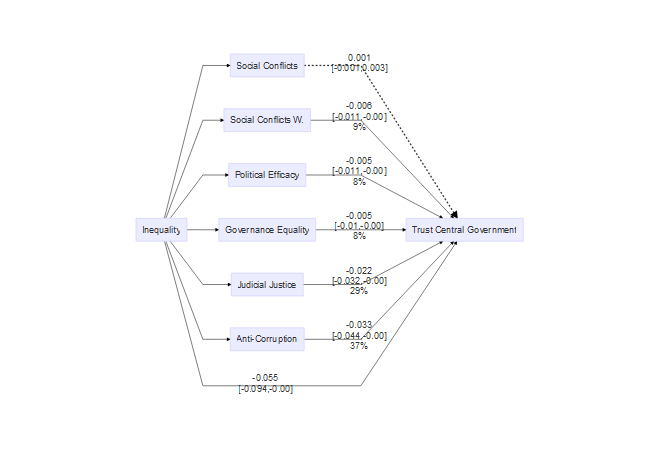 Social Conflicts
0.001
[-0.001,0.003]
Social Conflicts W.
-0.006
[-0.011,-0.00]
9%
Political Efficacy
-0.005
[-0.011,-0.00]
8%
Inequality
Governance Equality
-0.005
[-0.01,-0.00]
8%
Trust Central Government
Judicial Justice
-0.022
[-0.032,-0.00]
29%
Anti-Corruption
-0.033
[-0.044,-0.00]
37%
-0.055
[-0.094,-0.00]